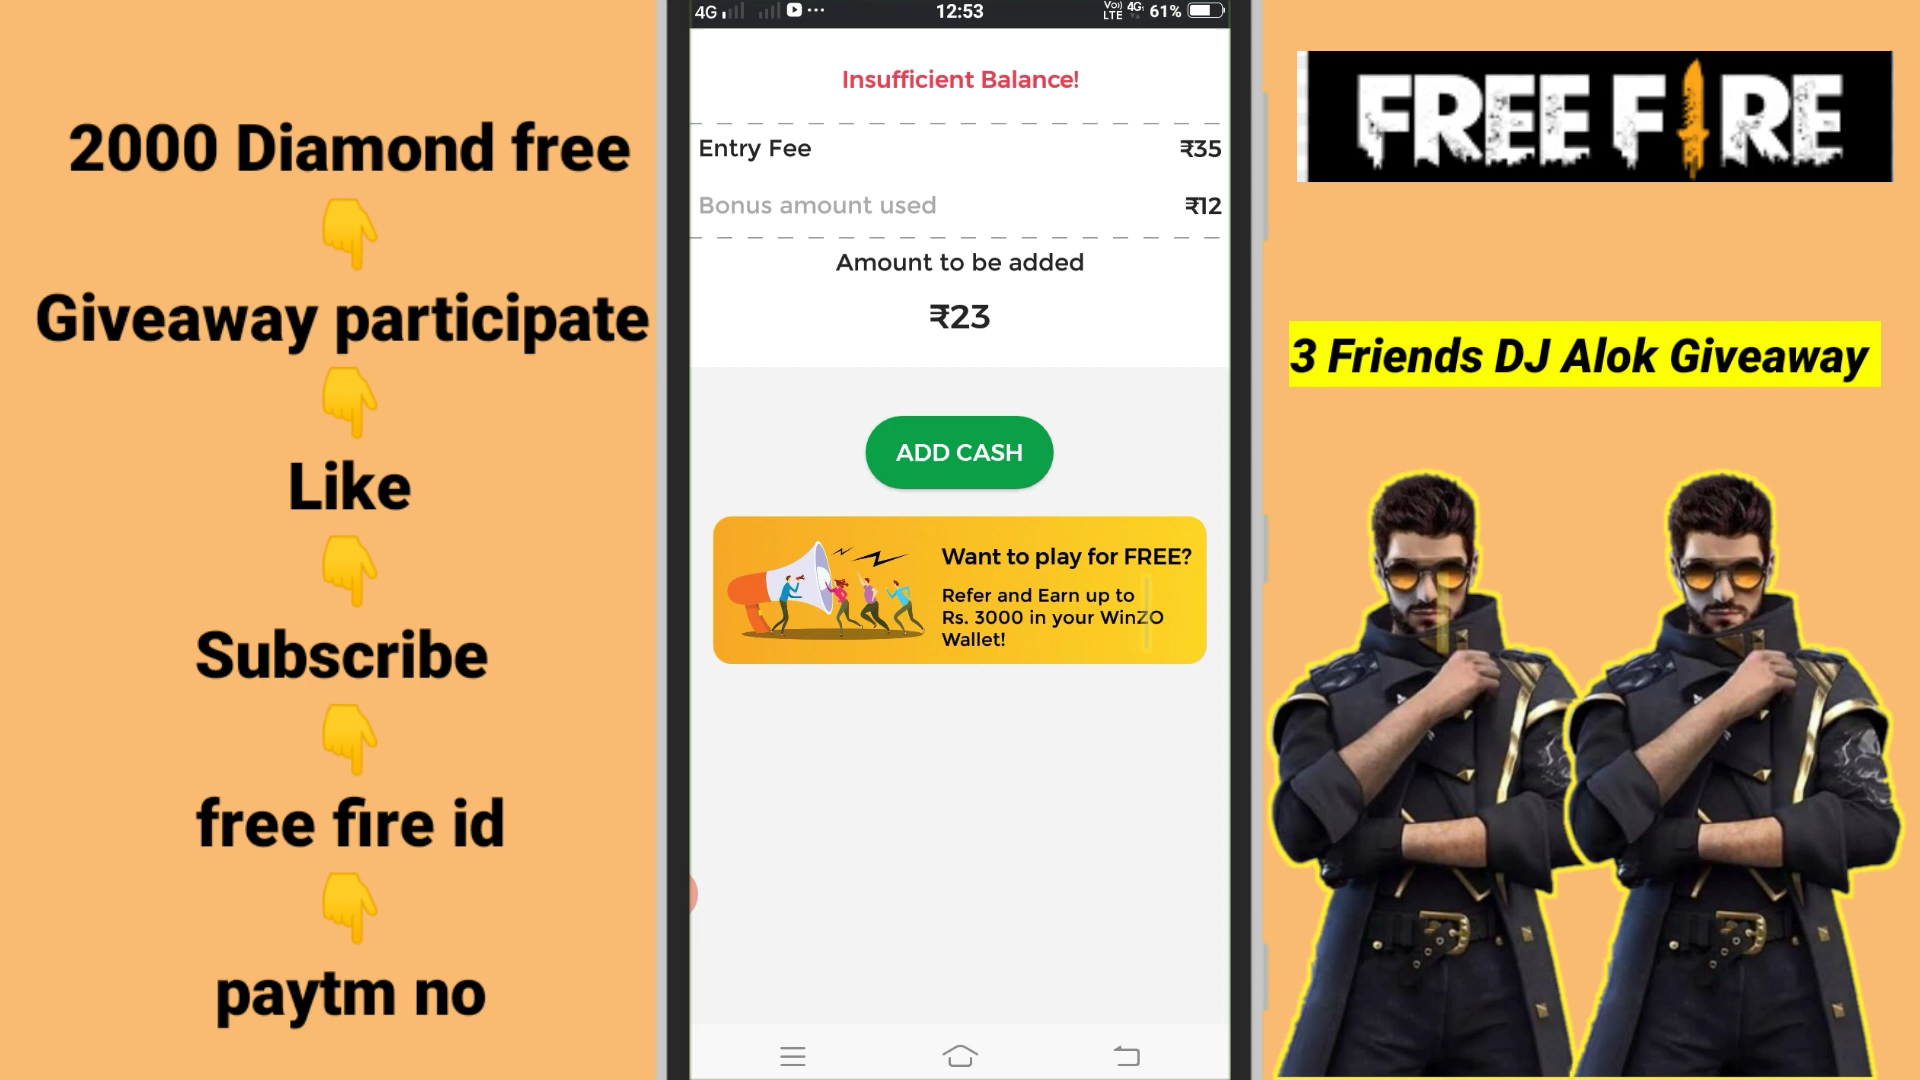 2000 Diamond free
👇
Giveaway participate
👇
Like
👇
Subscribe
👇
free fire id
👇
paytm no
4G 12:53 VoLTE 4G 61%
Insufficient Balance!
Entry Fee ₹35
Bonus amount used ₹12
Amount to be added
₹23
ADD CASH
Want to play for FREE?
Refer and Earn up to
Rs. 3000 in your WinZO
Wallet!
FREE FIRE
3 Friends DJ Alok Giveaway